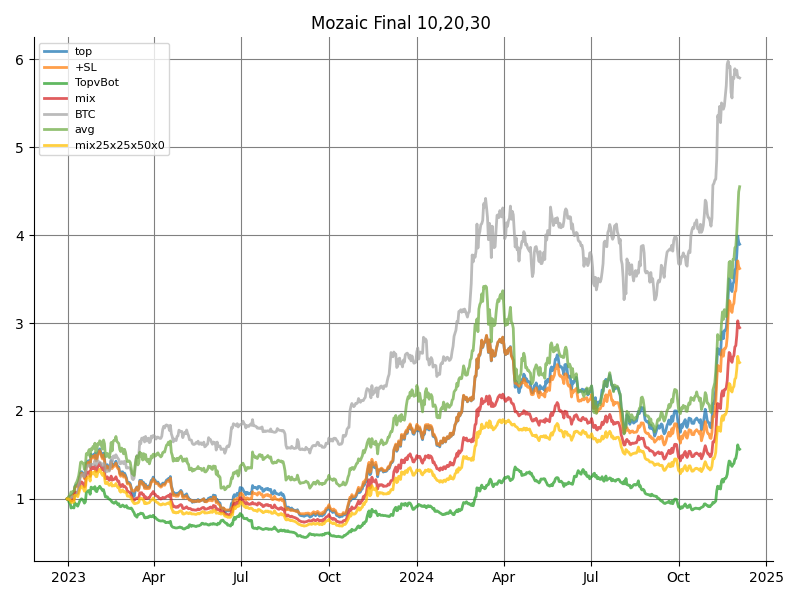 Mozaic Final 10,20,30
top
+SL
TopvBot
mix
BTC
avg
mix25x25x50x0
6
5
4
3
2
1
2023 Apr Jul Oct 2024 Apr Jul Oct 2025